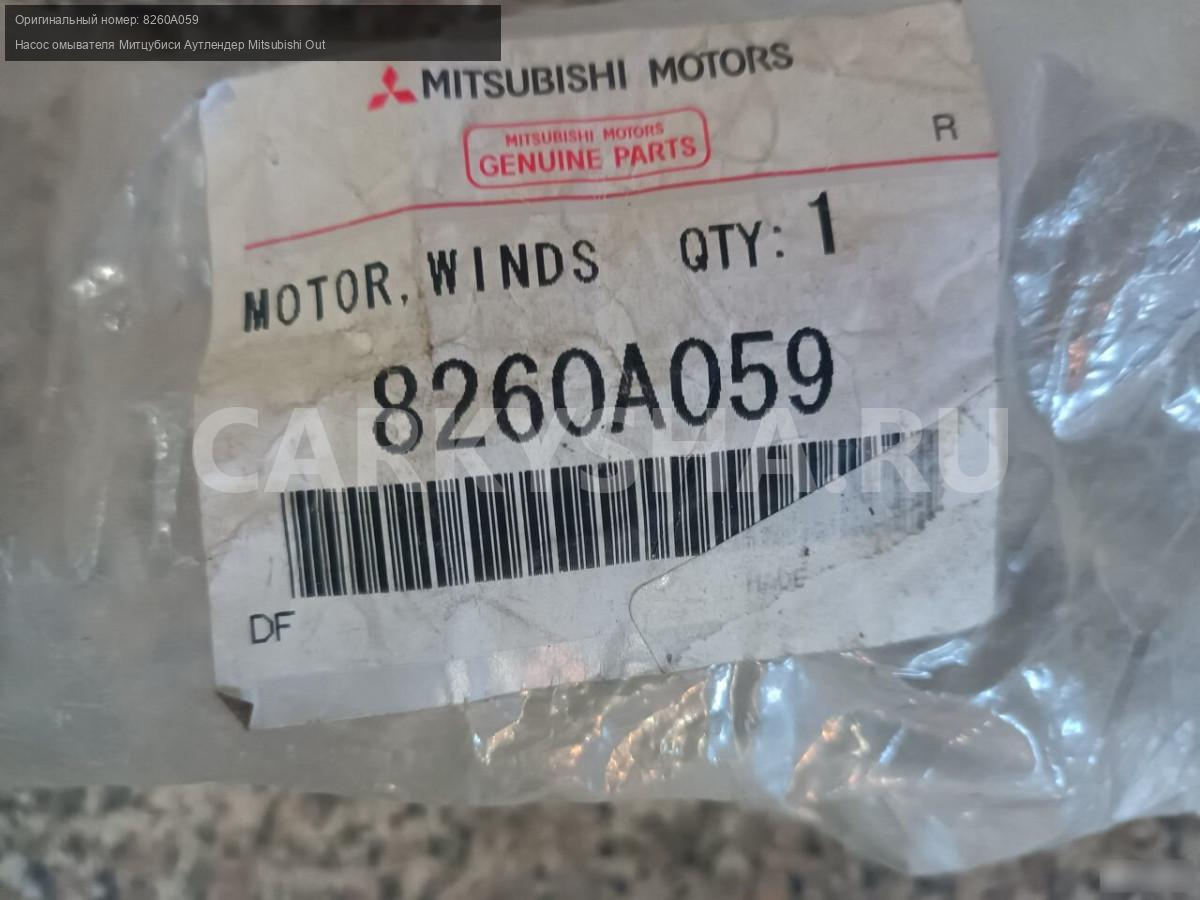 Оригинальный номер: 8260A059
Насос омывателя Митцубиси Аутлендер Mitsubishi Out
MITSUBISHI MOTORS
MITSUBISHI MOTORS
GENUINE PARTS
R
MOTOR, WINDS QTY: 1
8260A059
CARKYSHA.RU
DF